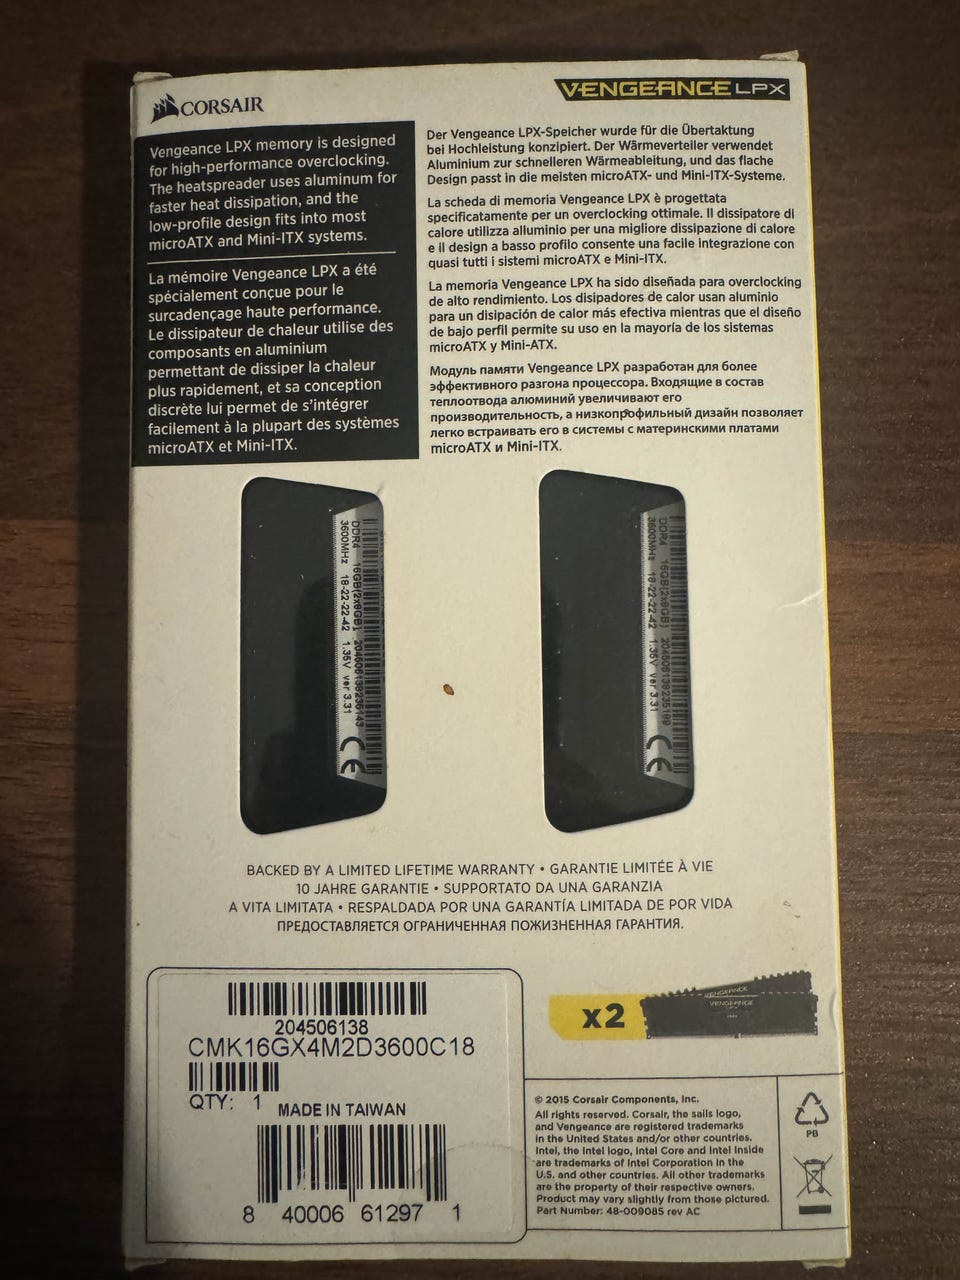 CORSAIR
VENGEANCE LPX
Vengeance LPX memory is designed
for high-performance overclocking.
The heatspreader uses aluminum for
faster heat dissipation, and the
low-profile design fits into most
microATX and Mini-ITX systems.
La mémoire Vengeance LPX a été
spécialement conçue pour le
surcadençage haute performance.
Le dissipateur de chaleur utilise des
composants en aluminium
permettant de dissiper la chaleur
plus rapidement, et sa conception
discrète lui permet de s'intégrer
facilement à la plupart des systèmes
microATX et Mini-ITX.
Der Vengeance LPX-Speicher wurde für die Übertaktung
bei Hochleistung konzipiert. Der Wärmeverteiler verwendet
Aluminium zur schnelleren Wärmeableitung, und das flache
Design passt in die meisten microATX- und Mini-ITX-Systeme.
La scheda di memoria Vengeance LPX è progettata
specificatamente per un overclocking ottimale. Il dissipatore di
calore utilizza alluminio per una migliore dissipazione di calore
e il design a basso profilo consente una facile integrazione con
quasi tutti i sistemi microATX e Mini-ITX.
La memoria Vengeance LPX ha sido diseñada para overclocking
de alto rendimiento. Los disipadores de calor usan aluminio
para un disipación de calor más efectiva mientras que el diseño
de bajo perfil permite su uso en la mayoría de los sistemas
microATX y Mini-ATX.
Модуль памяти Vengeance LPX разработан для более
эффективного разгона процессора. Входящие в состав
теплоотвода алюминий увеличивают его
производительность, а низкопрофильный дизайн позволяет
легко встраивать его в системы с материнскими платами
microATX и Mini-ITX.
DDR4 16GB(2x8GB) 204506138235143
3600MHz 18-22-22-42 1.35V ver 3.31
CE
DDR4 16GB(2x8GB) 204506138235199
3600MHz 18-22-22-42 1.35V ver 3.31
CE
BACKED BY A LIMITED LIFETIME WARRANTY • GARANTIE LIMITÉE À VIE
10 JAHRE GARANTIE • SUPPORTATO DA UNA GARANZIA
A VITA LIMITATA • RESPALDADA POR UNA GARANTÍA LIMITADA DE POR VIDA
ПРЕДОСТАВЛЯЕТСЯ ОГРАНИЧЕННАЯ ПОЖИЗНЕННАЯ ГАРАНТИЯ.
204506138
CMK16GX4M2D3600C18
QTY: 1
MADE IN TAIWAN
8 40006 61297 1
x2
VENGEANCE
VENGEANCE
© 2015 Corsair Components, Inc.
All rights reserved. Corsair, the sails logo,
and Vengeance are registered trademarks
in the United States and/or other countries.
Intel, the Intel logo, Intel Core and Intel Inside
are trademarks of Intel Corporation in the
U.S. and other countries. All other trademarks
are the property of their respective owners.
Product may vary slightly from those pictured.
Part Number: 48-009085 rev AC
PB